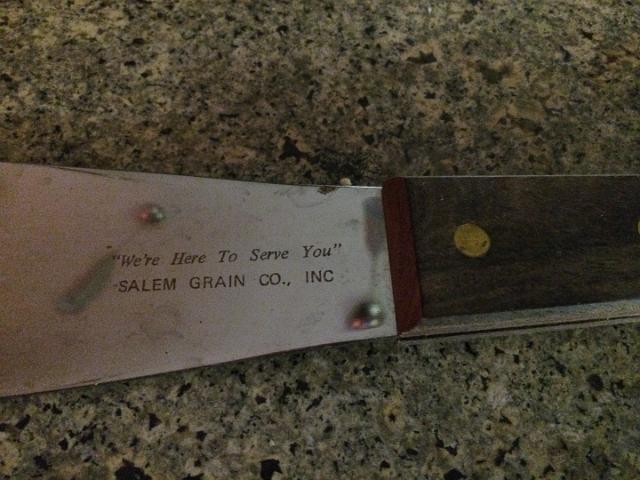 "We're Here To Serve You"
SALEM GRAIN CO., INC